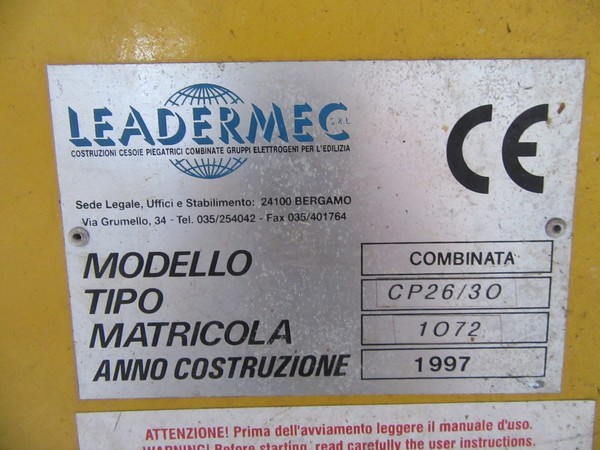 LEADERMEC S.R.L.
COSTRUZIONI CESOIE PIEGATRICI COMBINATE GRUPPI ELETTROGENI PER L'EDILIZIA
CE
Sede Legale, Uffici e Stabilimento: 24100 BERGAMO
Via Grumello, 34 - Tel. 035/254042 - Fax 035/401764
MODELLO COMBINATA
TIPO CP26/30
MATRICOLA 1072
ANNO COSTRUZIONE 1997
ATTENZIONE! Prima dell'avviamento leggere il manuale d'uso.
WARNING! Before starting, read carefully the user instructions.